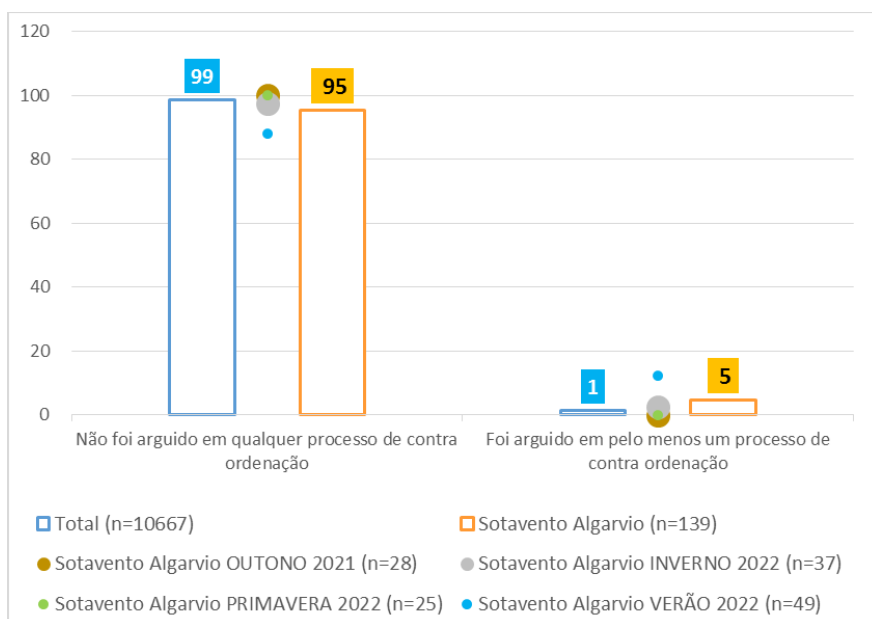 120
100
80
60
40
20
0
99
95
1
5
Não foi arguido em qualquer processo de contra
ordenação
Foi arguido em pelo menos um processo de
contra ordenação
Total (n=10667)
Sotavento Algarvio (n=139)
Sotavento Algarvio OUTONO 2021 (n=28)
Sotavento Algarvio INVERNO 2022 (n=37)
Sotavento Algarvio PRIMAVERA 2022 (n=25)
Sotavento Algarvio VERÃO 2022 (n=49)